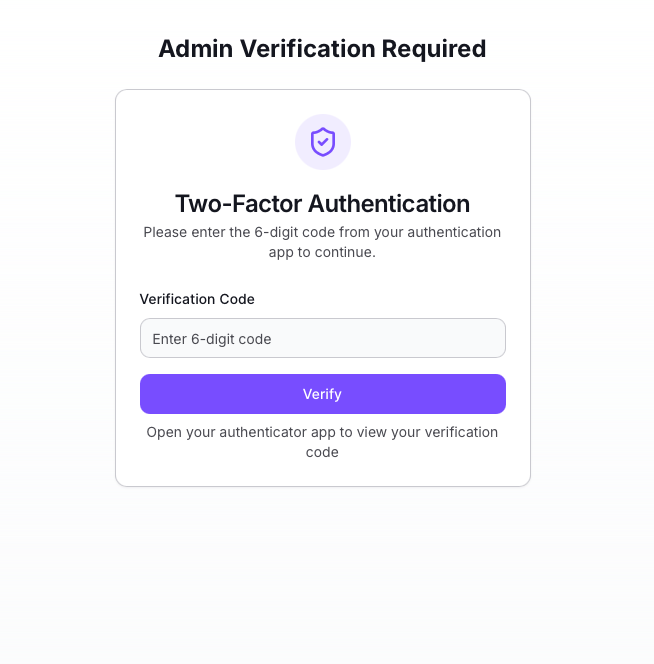 Admin Verification Required
Two-Factor Authentication
Please enter the 6-digit code from your authentication
app to continue.
Verification Code
Enter 6-digit code
Verify
Open your authenticator app to view your verification
code